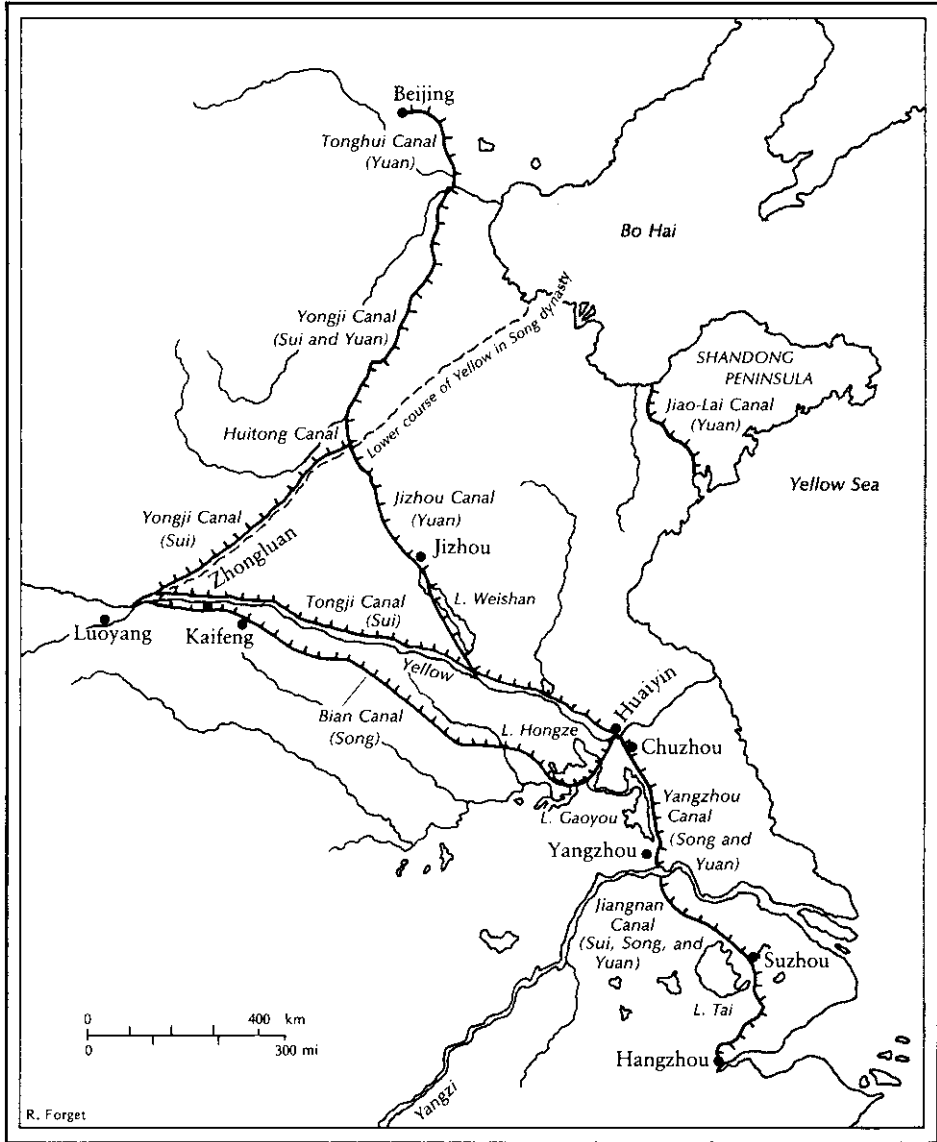 Beijing
Tonghui Canal
(Yuan)
Bo Hai
Yongji Canal
(Sui and Yuan)
Lower course of Yellow in Song dynasty
SHANDONG
PENINSULA
Jiao-Lai Canal
(Yuan)
Huitong Canal
Yellow Sea
Jizhou Canal
(Yuan)
Yongji Canal
(Sui)
Zhongluan
Jizhou
L. Weishan
Tongji Canal
(Sui)
Luoyang
Kaifeng
Yellow
Huaiyin
Bian Canal
(Song)
L. Hongze
Chuzhou
L. Gaoyou
Yangzhou
Canal
(Song and
Yuan)
Yangzhou
Jiangnan
Canal
(Sui, Song, and
Yuan)
Suzhou
L. Tai
0 400 km
0 300 mi
Hangzhou
Yangzi
R. Forget